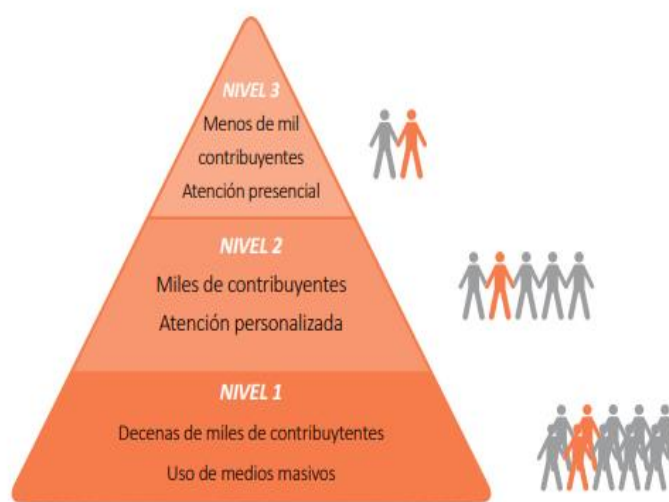 NIVEL 3
Menos de mil
contribuyentes
Atención presencial
NIVEL 2
Miles de contribuyentes
Atención personalizada
NIVEL 1
Decenas de miles de contribuytentes
Uso de medios masivos